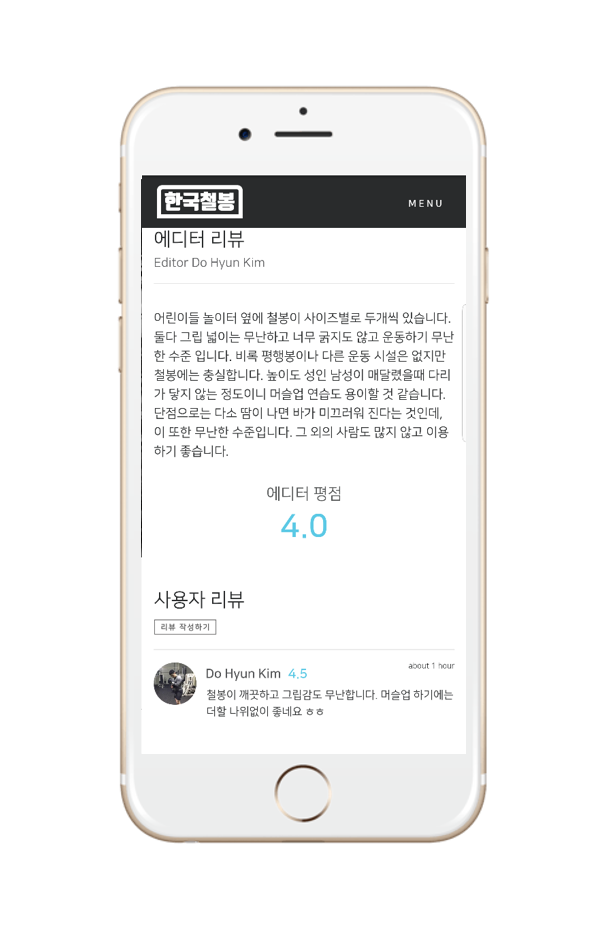 한국철봉
MENU
에디터 리뷰
Editor Do Hyun Kim
어린이들 놀이터 옆에 철봉이 사이즈별로 두개씩 있습니다.
둘다 그립 넓이는 무난하고 너무 굵지도 않고 운동하기 무난
한 수준 입니다. 비록 평행봉이나 다른 운동 시설은 없지만
철봉에는 충실합니다. 높이도 성인 남성이 매달렸을때 다리
가 닿지 않는 정도이니 머슬업 연습도 용이할 것 같습니다.
단점으로는 다소 땀이 나면 바가 미끄러워 진다는 것인데,
이 또한 무난한 수준입니다. 그 외의 사람도 많지 않고 이용
하기 좋습니다.
에디터 평점
4.0
사용자 리뷰
리뷰 작성하기
Do Hyun Kim 4.5
about 1 hour
철봉이 깨끗하고 그립감도 무난합니다. 머슬업 하기에는
더할 나위없이 좋네요 ㅎㅎ